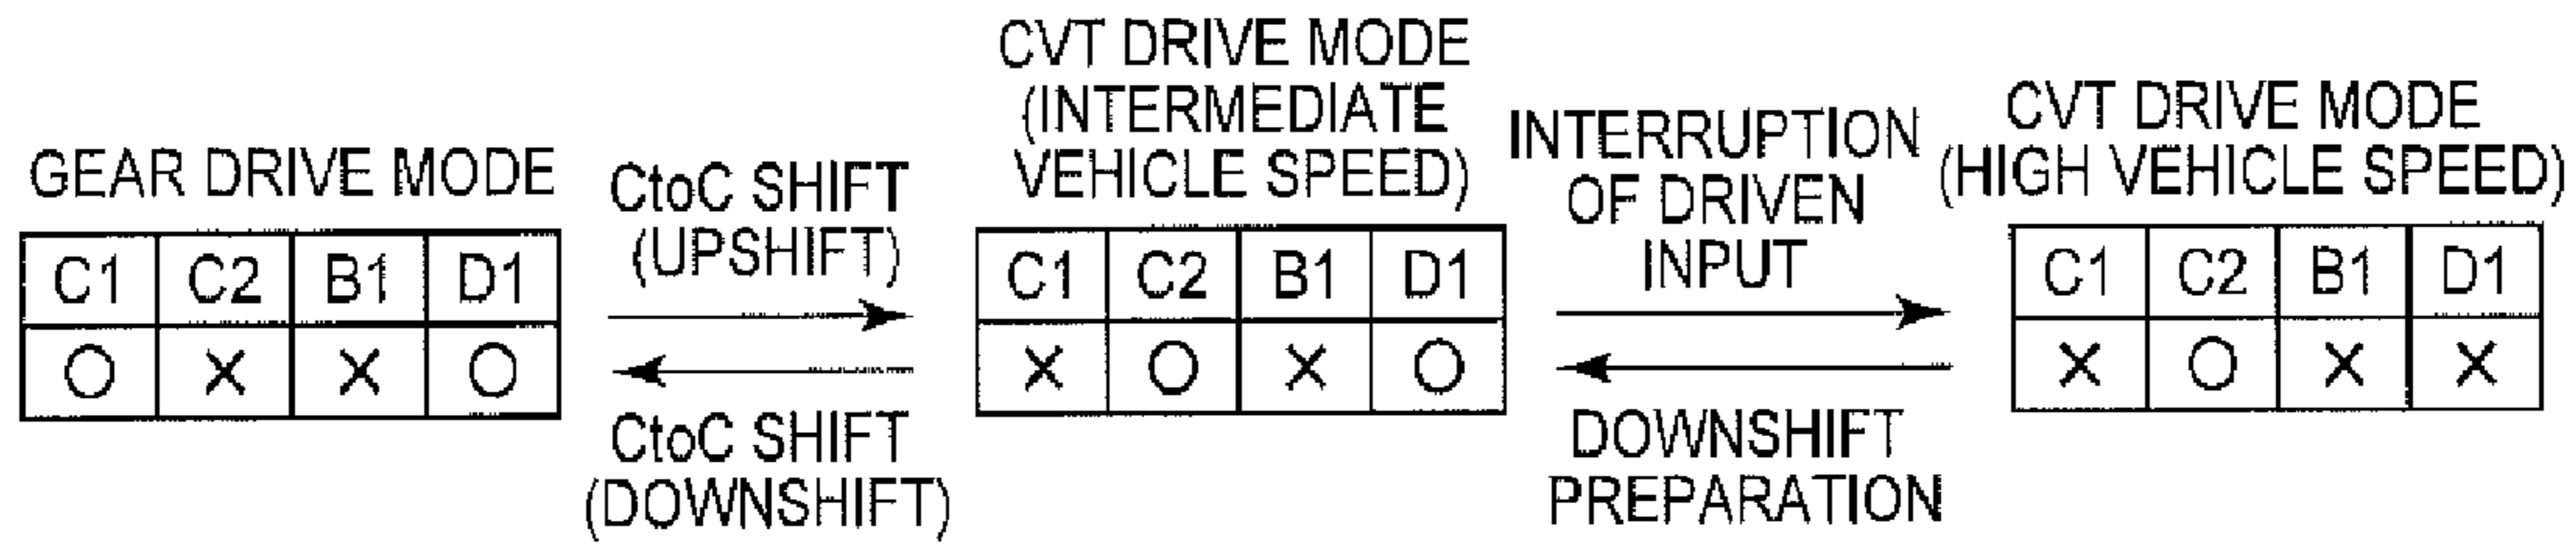 GEAR DRIVE MODE
C1 C2 B1 D1
○ × × ○
CtoC SHIFT
(UPSHIFT)
CtoC SHIFT
(DOWNSHIFT)
CVT DRIVE MODE
(INTERMEDIATE
VEHICLE SPEED)
C1 C2 B1 D1
× ○ × ○
INTERRUPTION
OF DRIVEN
INPUT
DOWNSHIFT
PREPARATION
CVT DRIVE MODE
(HIGH VEHICLE SPEED)
C1 C2 B1 D1
× ○ × ×